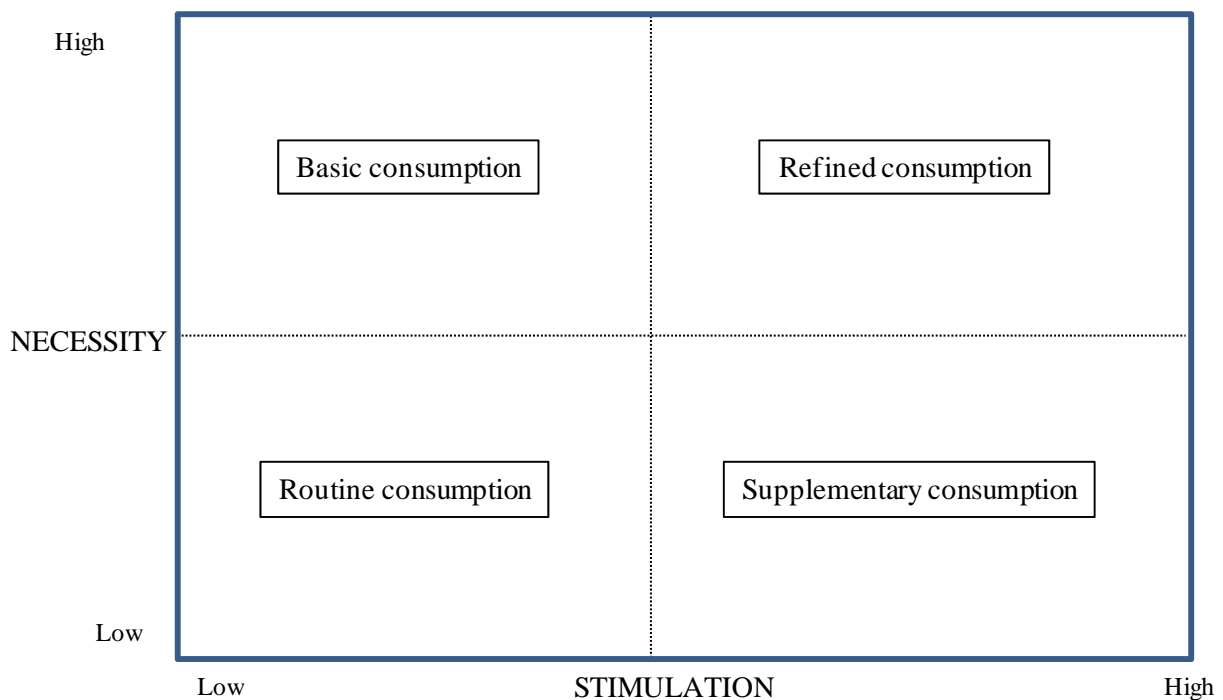 High
Basic consumption
Refined consumption
NECESSITY
Routine consumption
Supplementary consumption
Low
Low
STIMULATION
High